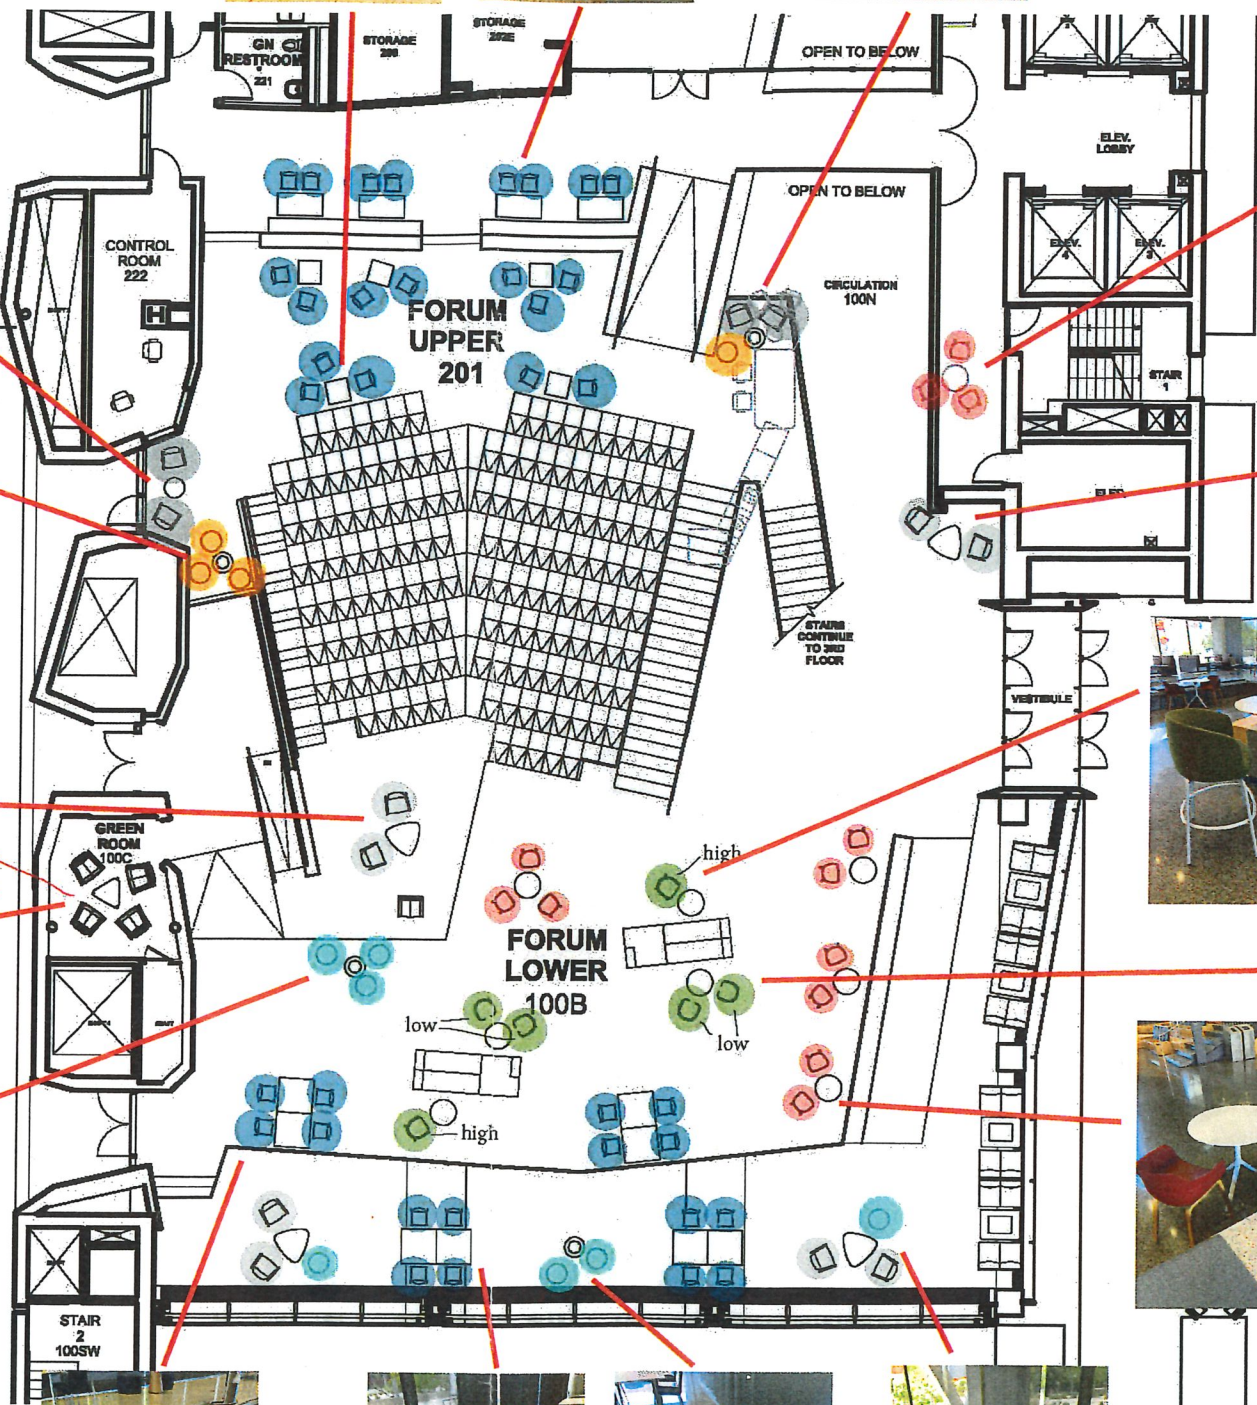 GN
RESTROOM
221
STORAGE
STORAGE
202E
OPEN TO BELOW
ELEV.
LOBBY
OPEN TO BELOW
CONTROL
ROOM
222
ELEV.
4
ELEV.
3
CIRCULATION
100N
FORUM
UPPER
201
H
STAIR
1
STAIRS
CONTINUE
TO 3RD
FLOOR
VESTIBULE
GREEN
ROOM
100C
high
FORUM
LOWER
100B
low
low
high
STAIR
2
100SW